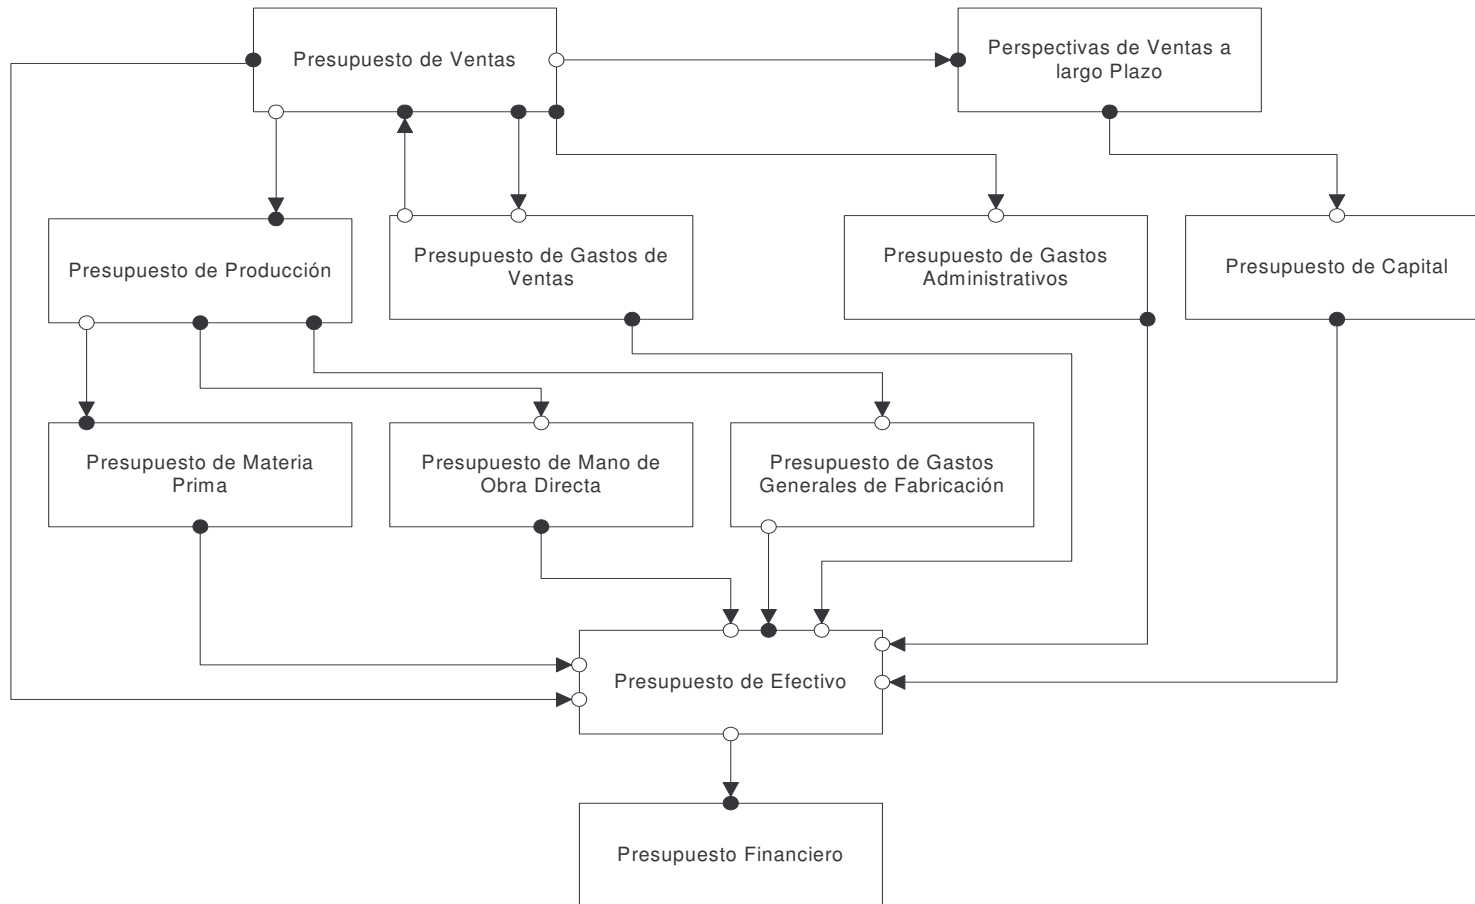 Presupuesto de Ventas
Perspectivas de Ventas a
largo Plazo
Presupuesto de Producción
Presupuesto de Gastos de
Ventas
Presupuesto de Gastos
Administrativos
Presupuesto de Capital
Presupuesto de Materia
Prima
Presupuesto de Mano de
Obra Directa
Presupuesto de Gastos
Generales de Fabricación
Presupuesto de Efectivo
Presupuesto Financiero